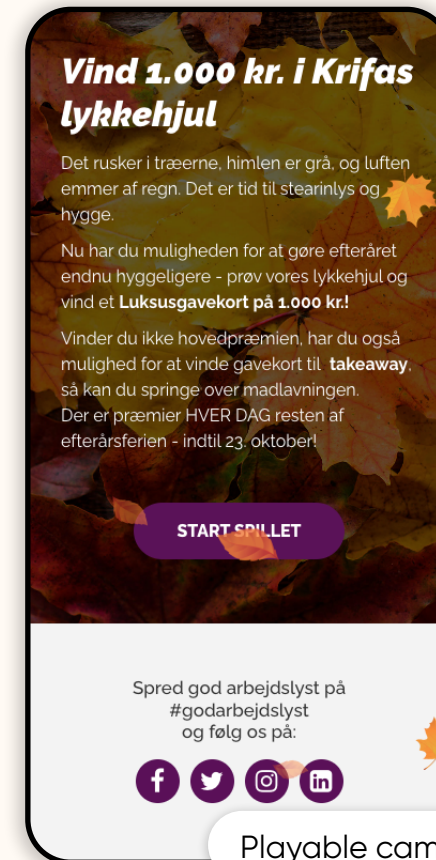 Vind 1.000 kr. i Krifas
lykkehjul
Det rusker i træerne, himlen er grå, og luften
emmer af regn. Det er tid til stearinlys og
hygge.
Nu har du muligheden for at gøre efteråret
endnu hyggeligere - prøv vores lykkehjul og
vind et Luksusgavekort på 1.000 kr.!
Vinder du ikke hovedpræmien, har du også
mulighed for at vinde gavekort til takeaway,
så kan du springe over madlavningen.
Der er præmier HVER DAG resten af
efterårsferien - indtil 23. oktober!
START SPILLET
Spred god arbejdslyst på
#godarbejdslyst
og følg os på:
Playable cam